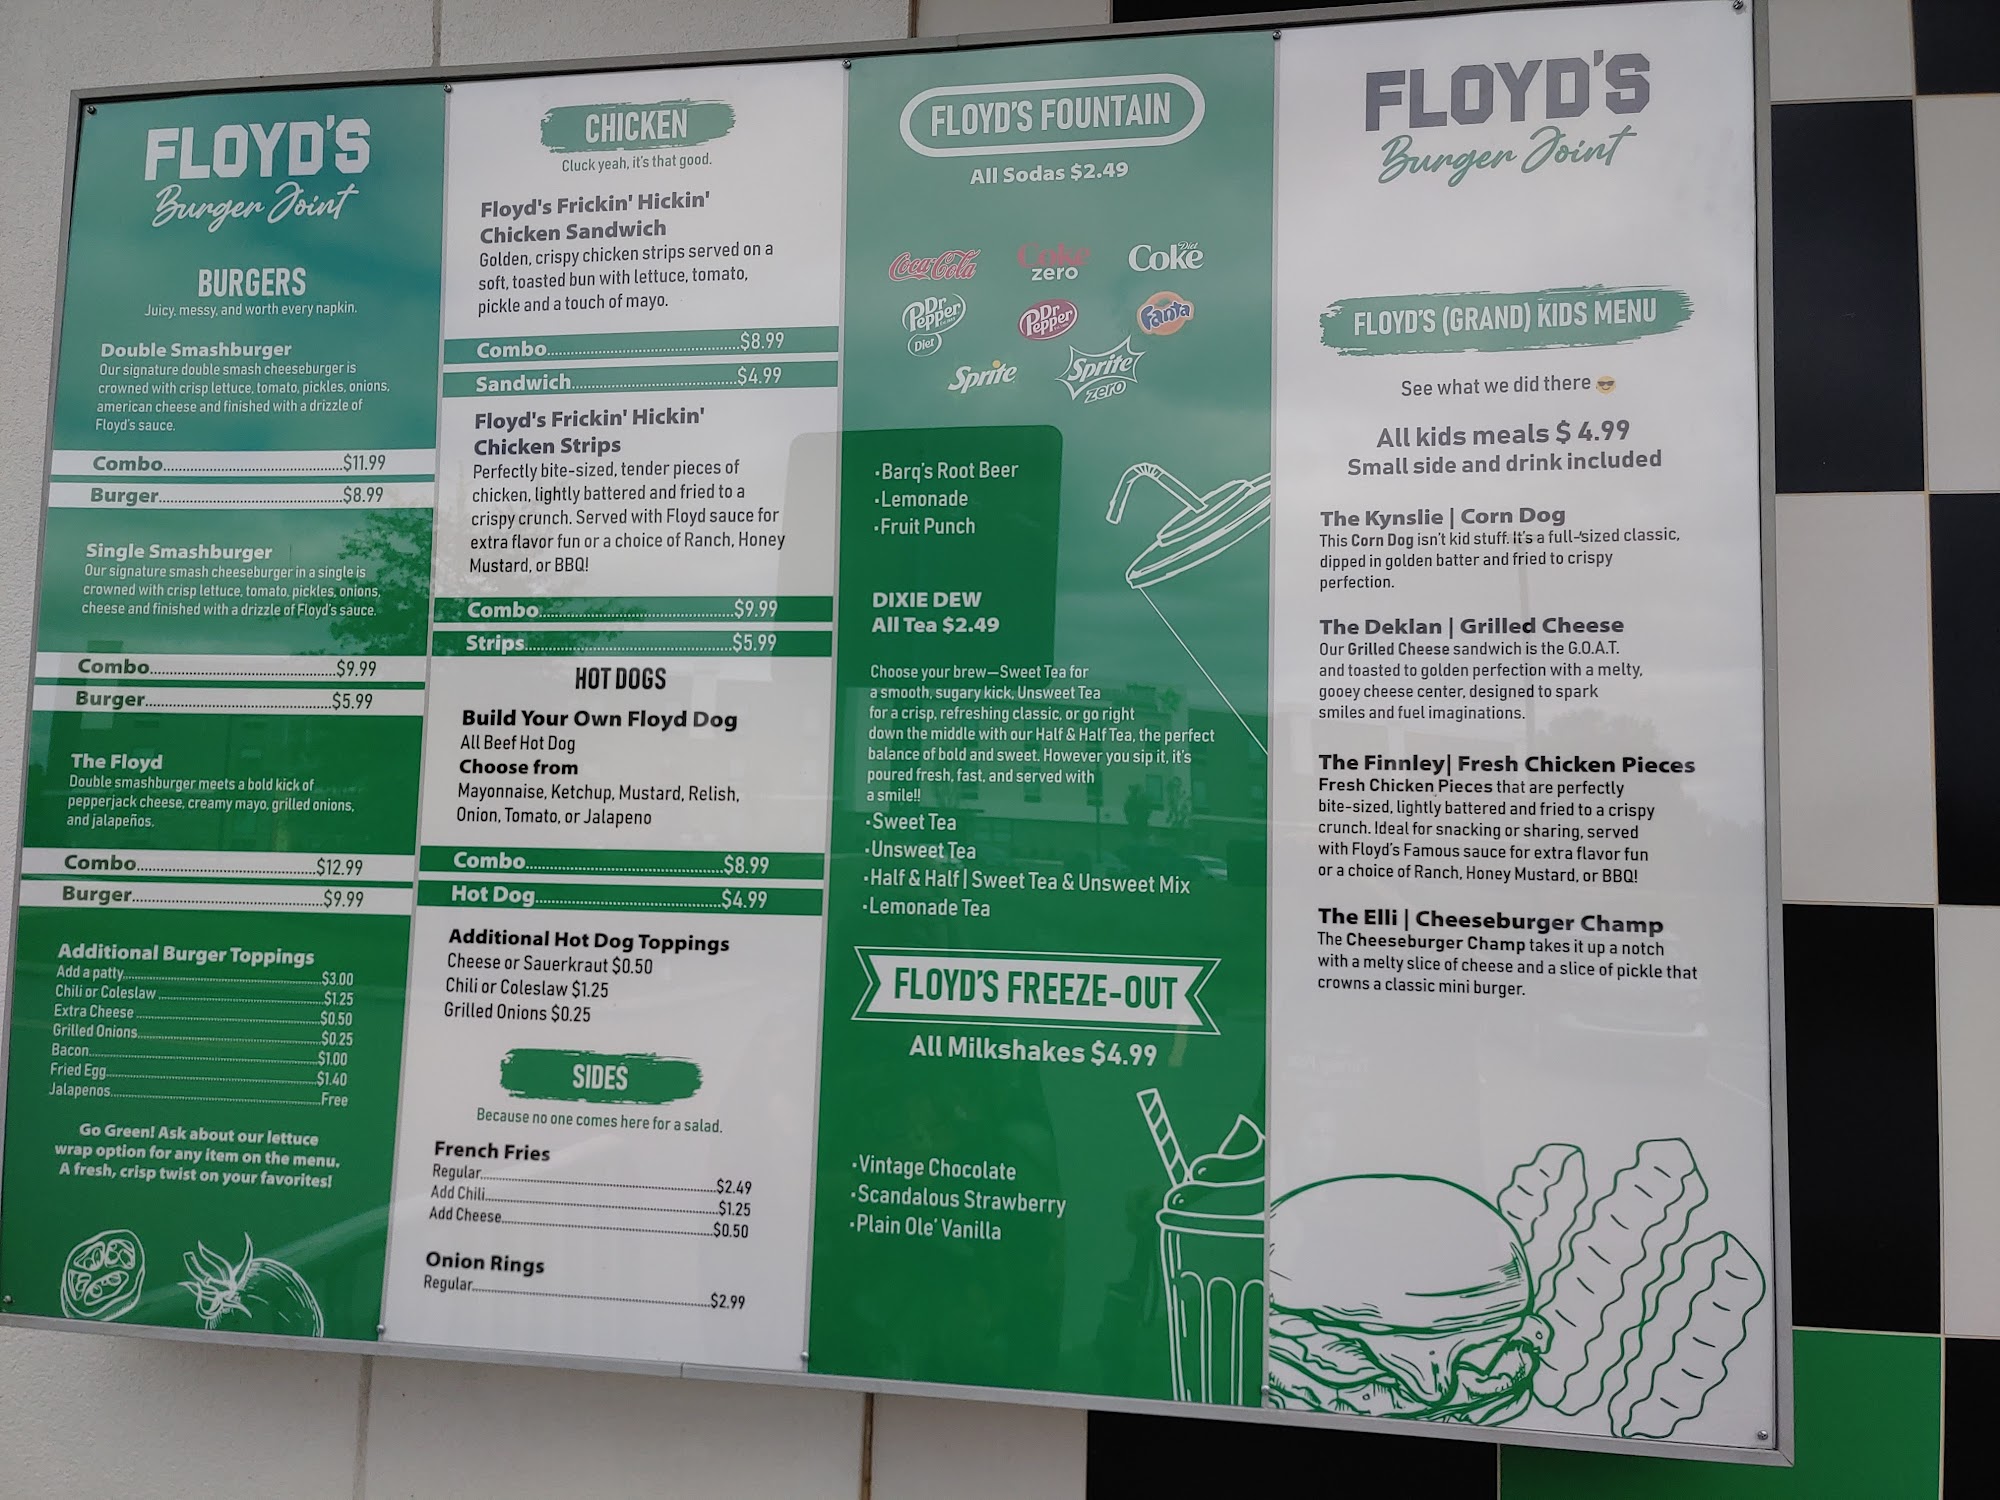 FLOYD'S
Burger Joint
BURGERS
Juicy, messy, and worth every napkin.
Double Smashburger
Our signature double smash cheeseburger is
crowned with crisp lettuce, tomato, pickles, onions,
american cheese and finished with a drizzle of
Floyd's sauce.
Combo..........$11.99
Burger..........$8.99
Single Smashburger
Our signature smash cheeseburger in a single is
crowned with crisp lettuce, tomato, pickles, onions,
cheese and finished with a drizzle of Floyd's sauce.
Combo..........$9.99
Burger..........$5.99
The Floyd
Double smashburger meets a bold kick of
pepperjack cheese, creamy mayo, grilled onions,
and jalapeños.
Combo..........$12.99
Burger..........$9.99
Additional Burger Toppings
Add a patty..........$3.00
Chili or Coleslaw..........$1.25
Extra Cheese..........$0.50
Grilled Onions..........$0.25
Bacon..........$1.00
Fried Egg..........$1.40
Jalapenos..........Free
Go Green! Ask about our lettuce
wrap option for any item on the menu.
A fresh, crisp twist on your favorites!
CHICKEN
Cluck yeah, it's that good.
Floyd's Frickin' Hickin'
Chicken Sandwich
Golden, crispy chicken strips served on a
soft, toasted bun with lettuce, tomato,
pickle and a touch of mayo.
Combo..........$8.99
Sandwich..........$4.99
Floyd's Frickin' Hickin'
Chicken Strips
Perfectly bite-sized, tender pieces of
chicken, lightly battered and fried to a
crispy crunch. Served with Floyd sauce for
extra flavor fun or a choice of Ranch, Honey
Mustard, or BBQ!
Combo..........$9.99
Strips..........$5.99
HOT DOGS
Build Your Own Floyd Dog
All Beef Hot Dog
Choose from
Mayonnaise, Ketchup, Mustard, Relish,
Onion, Tomato, or Jalapeno
Combo..........$8.99
Hot Dog..........$4.99
Additional Hot Dog Toppings
Cheese or Sauerkraut $0.50
Chili or Coleslaw $1.25
Grilled Onions $0.25
SIDES
Because no one comes here for a salad.
French Fries
Regular..........$2.49
Add Chili..........$1.25
Add Cheese..........$0.50
Onion Rings
Regular..........$2.99
FLOYD'S FOUNTAIN
All Sodas $2.49
Coca-Cola
Coke
zero
Diet
Coke
Dr
Pepper
Diet
Dr
Pepper
Fanta
Sprite
Sprite
zero
•Barq's Root Beer
•Lemonade
•Fruit Punch
DIXIE DEW
All Tea $2.49
Choose your brew—Sweet Tea for
a smooth, sugary kick, Unsweet Tea
for a crisp, refreshing classic, or go right
down the middle with our Half & Half Tea, the perfect
balance of bold and sweet. However you sip it, it's
poured fresh, fast, and served with
a smile!!
•Sweet Tea
•Unsweet Tea
•Half & Half | Sweet Tea & Unsweet Mix
•Lemonade Tea
FLOYD'S FREEZE-OUT
All Milkshakes $4.99
•Vintage Chocolate
•Scandalous Strawberry
•Plain Ole' Vanilla
FLOYD'S
Burger Joint
FLOYD'S (GRAND) KIDS MENU
See what we did there 😎
All kids meals $ 4.99
Small side and drink included
The Kynslie | Corn Dog
This Corn Dog isn't kid stuff. It's a full-sized classic,
dipped in golden batter and fried to crispy
perfection.
The Deklan | Grilled Cheese
Our Grilled Cheese sandwich is the G.O.A.T.
and toasted to golden perfection with a melty,
gooey cheese center, designed to spark
smiles and fuel imaginations.
The Finnley| Fresh Chicken Pieces
Fresh Chicken Pieces that are perfectly
bite-sized, lightly battered and fried to a crispy
crunch. Ideal for snacking or sharing, served
with Floyd's Famous sauce for extra flavor fun
or a choice of Ranch, Honey Mustard, or BBQ!
The Elli | Cheeseburger Champ
The Cheeseburger Champ takes it up a notch
with a melty slice of cheese and a slice of pickle that
crowns a classic mini burger.